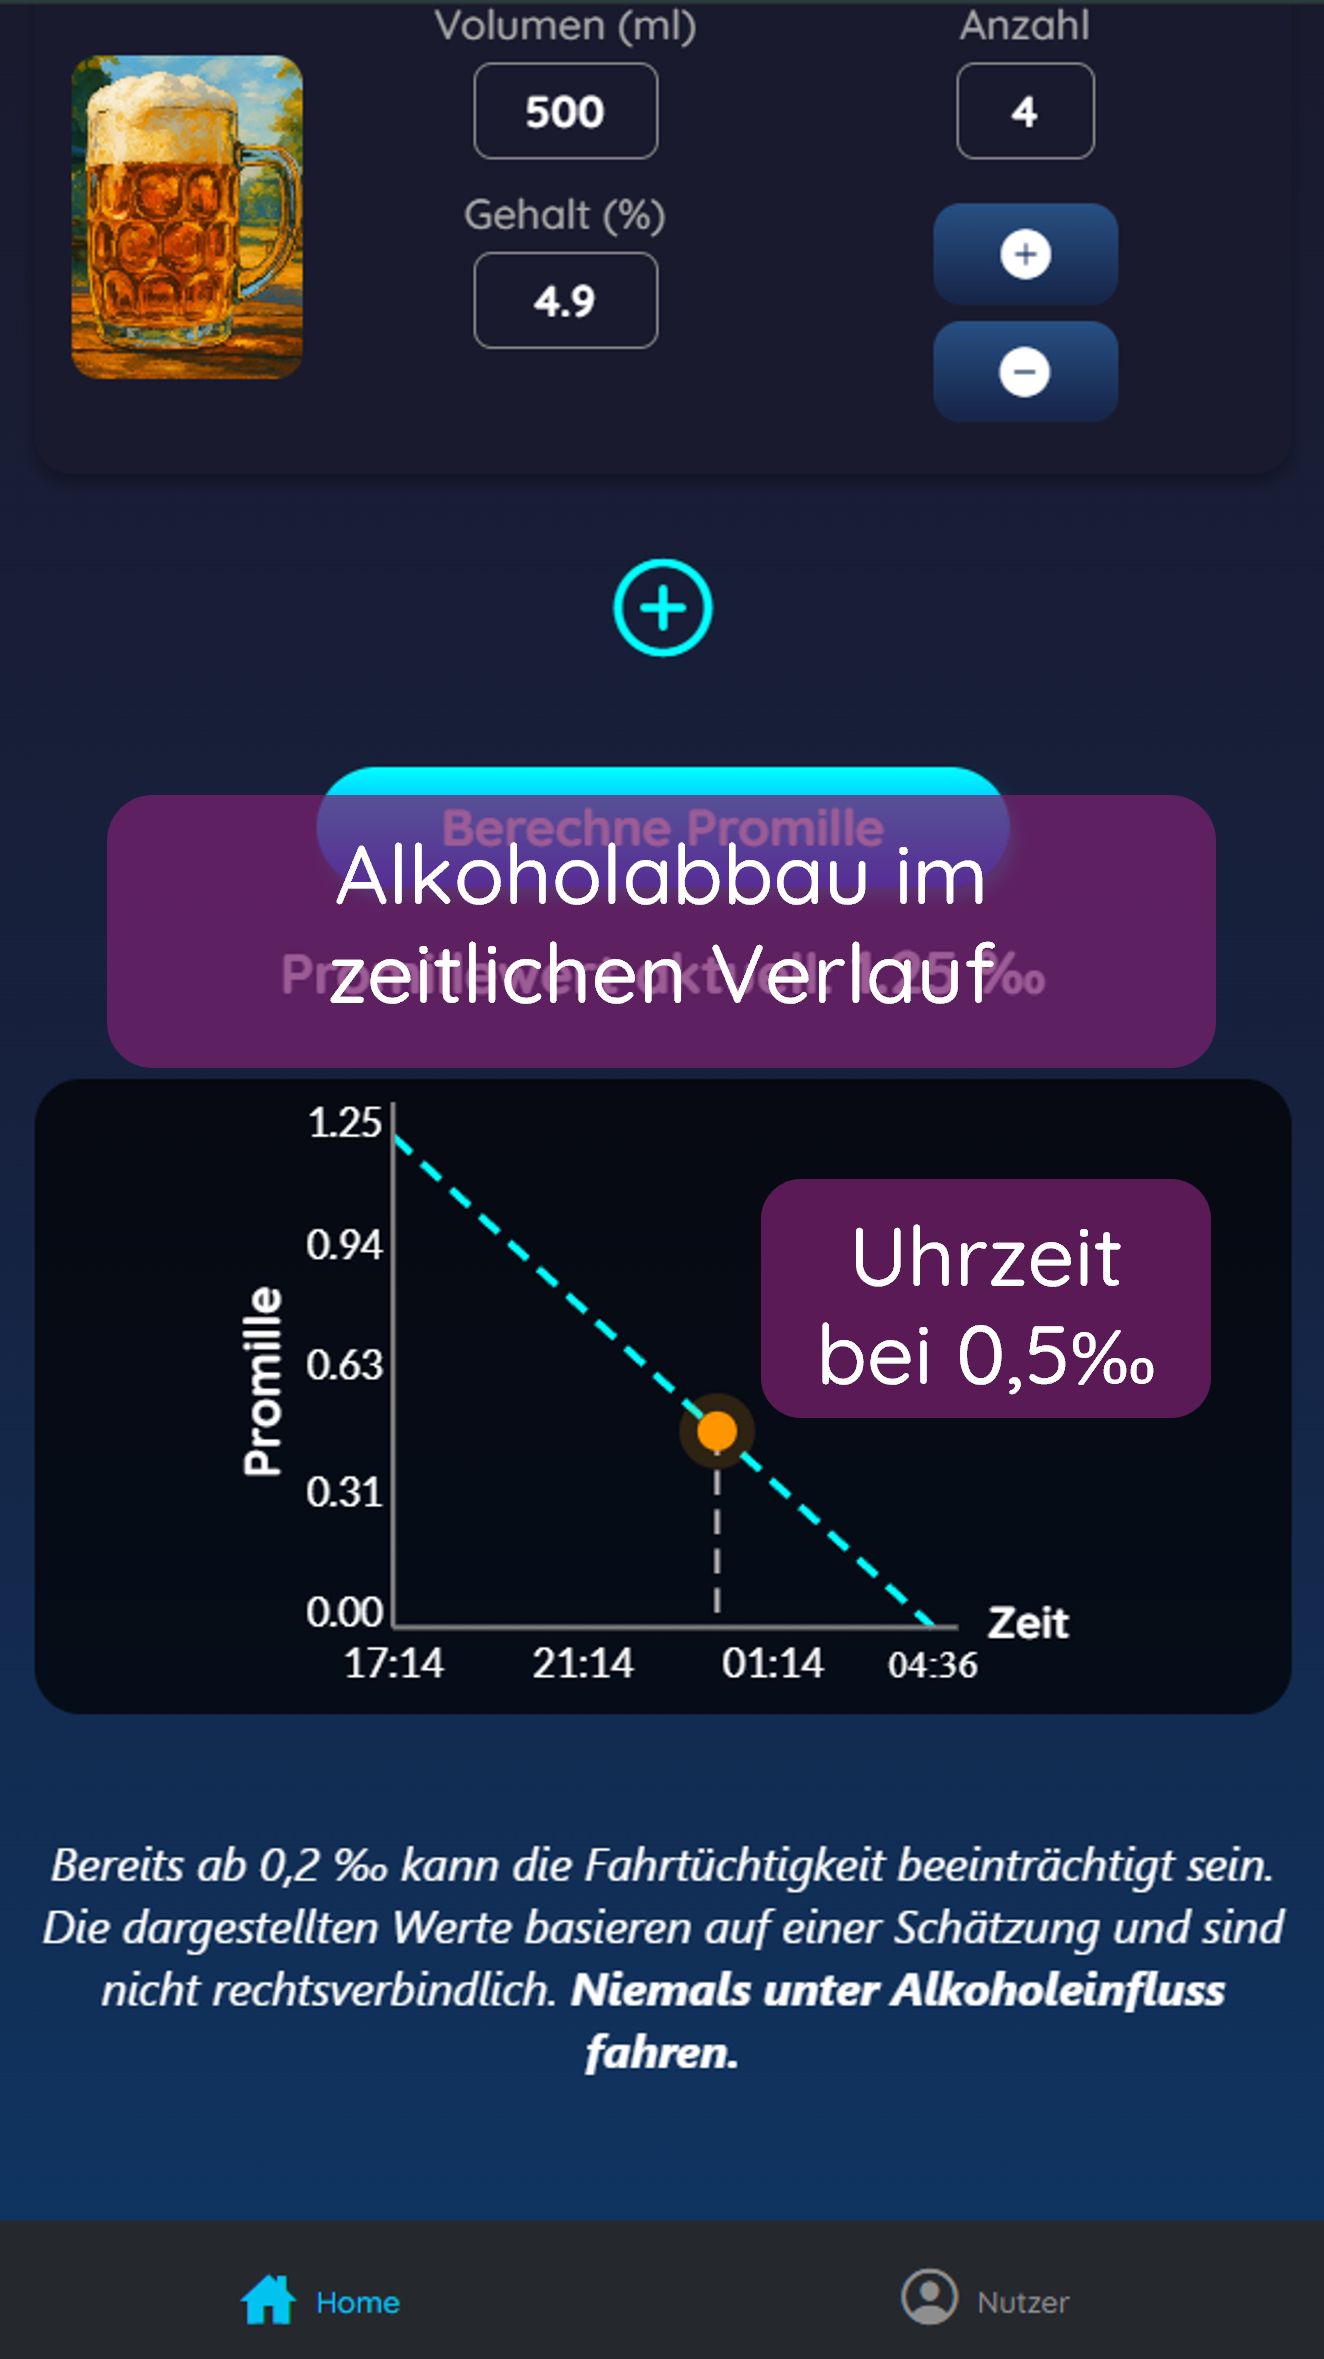 Volumen (ml)
Anzahl
500
4
Gehalt (%)
4.9
Berechne Promille
Alkoholabbau im
zeitlichen Verlauf
Promillewert aktuell: 1.25 ‰
1.25
0.94
0.63
0.31
0.00
Promille
Uhrzeit
bei 0,5‰
Zeit
17:14
21:14
01:14
04:36
Bereits ab 0,2 ‰ kann die Fahrtüchtigkeit beeinträchtigt sein.
Die dargestellten Werte basieren auf einer Schätzung und sind
nicht rechtsverbindlich. Niemals unter Alkoholeinfluss
fahren.
Home
Nutzer